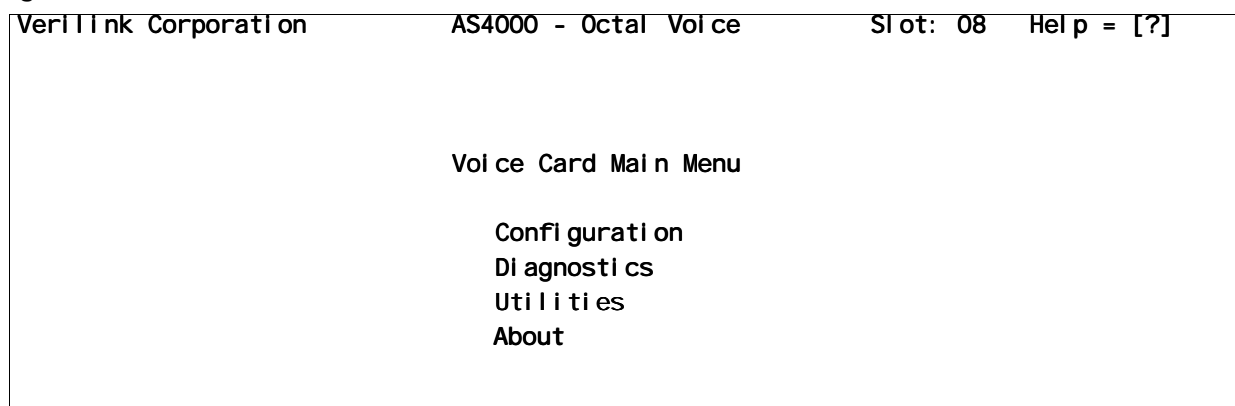 Verilink Corporation AS4000 - Octal Voice Slot: 08 Help = [?]
Voice Card Main Menu
Configuration
Diagnostics
Utilities
About